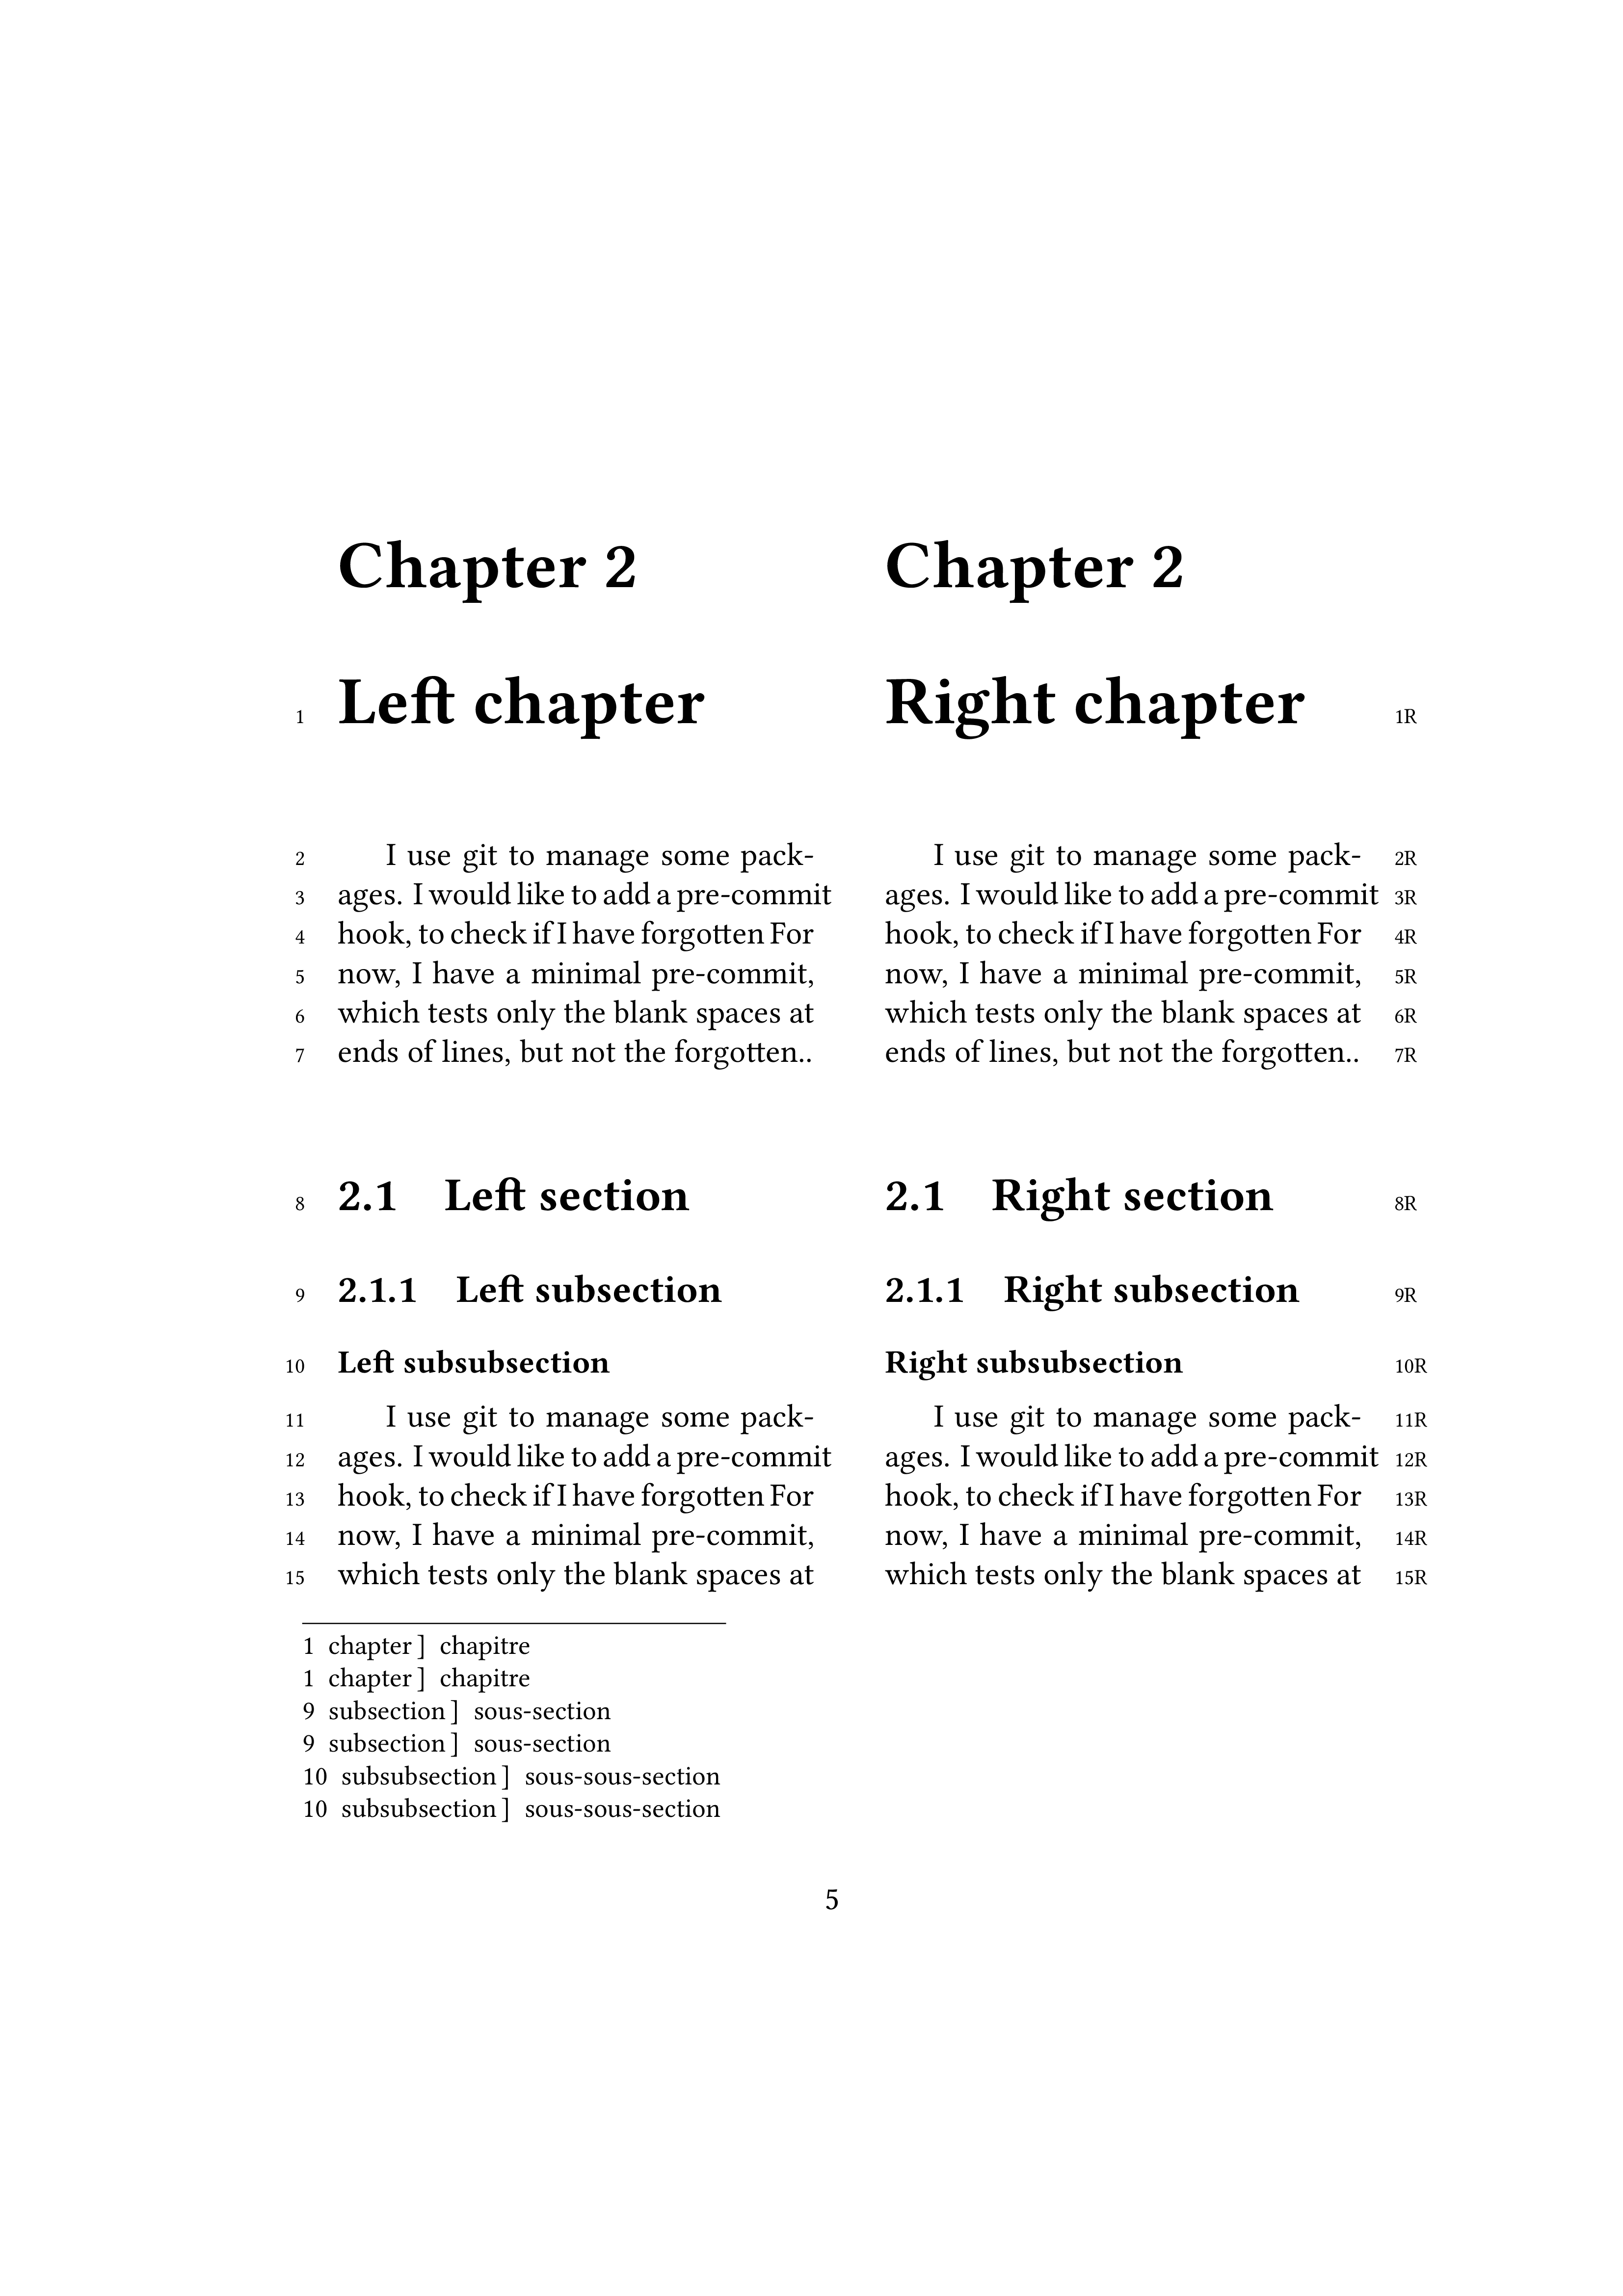 Chapter 2
1 Left chapter
2 I use git to manage some pack-
3 ages. I would like to add a pre-commit
4 hook, to check if I have forgotten For
5 now, I have a minimal pre-commit,
6 which tests only the blank spaces at
7 ends of lines, but not the forgotten..
8 2.1 Left section
9 2.1.1 Left subsection
10 Left subsubsection
11 I use git to manage some pack-
12 ages. I would like to add a pre-commit
13 hook, to check if I have forgotten For
14 now, I have a minimal pre-commit,
15 which tests only the blank spaces at
Chapter 2
Right chapter 1R
I use git to manage some pack- 2R
ages. I would like to add a pre-commit 3R
hook, to check if I have forgotten For 4R
now, I have a minimal pre-commit, 5R
which tests only the blank spaces at 6R
ends of lines, but not the forgotten.. 7R
2.1 Right section 8R
2.1.1 Right subsection 9R
Right subsubsection 10R
I use git to manage some pack- 11R
ages. I would like to add a pre-commit 12R
hook, to check if I have forgotten For 13R
now, I have a minimal pre-commit, 14R
which tests only the blank spaces at 15R
1 chapter] chapitre
1 chapter] chapitre
9 subsection] sous-section
9 subsection] sous-section
10 subsubsection] sous-sous-section
10 subsubsection] sous-sous-section
5